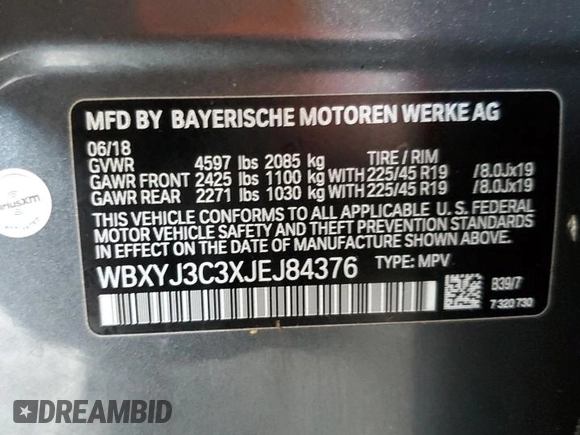 MFD BY BAYERISCHE MOTOREN WERKE AG
06/18
GVWR 4597 lbs 2085 kg TIRE / RIM
GAWR FRONT 2425 lbs 1100 kg WITH 225/45 R19 /8.0Jx19
GAWR REAR 2271 lbs 1030 kg WITH 225/45 R19 /8.0Jx19
THIS VEHICLE CONFORMS TO ALL APPLICABLE U.S. FEDERAL
MOTOR VEHICLE SAFETY AND THEFT PREVENTION STANDARDS
IN EFFECT ON THE DATE OF MANUFACTURE SHOWN ABOVE.
WBXYJ3C3XJEJ84376 TYPE: MPV
B39/7
7 320 730
DREAMBID